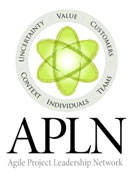 UNCERTAINTY
VALUE
CUSTOMERS
CONTEXT
INDIVIDUALS
TEAMS
APLN
Agile Project Leadership Network